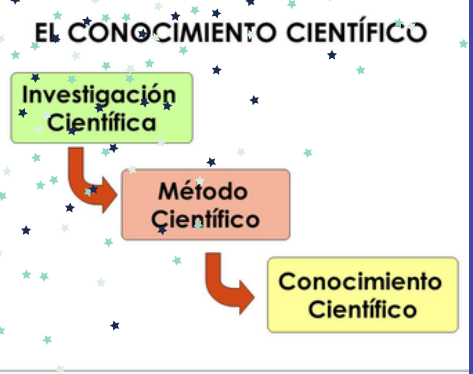 EL CONOCIMIENTO CIENTÍFICO
Investigación
Científica
Método
Científico
Conocimiento
Científico